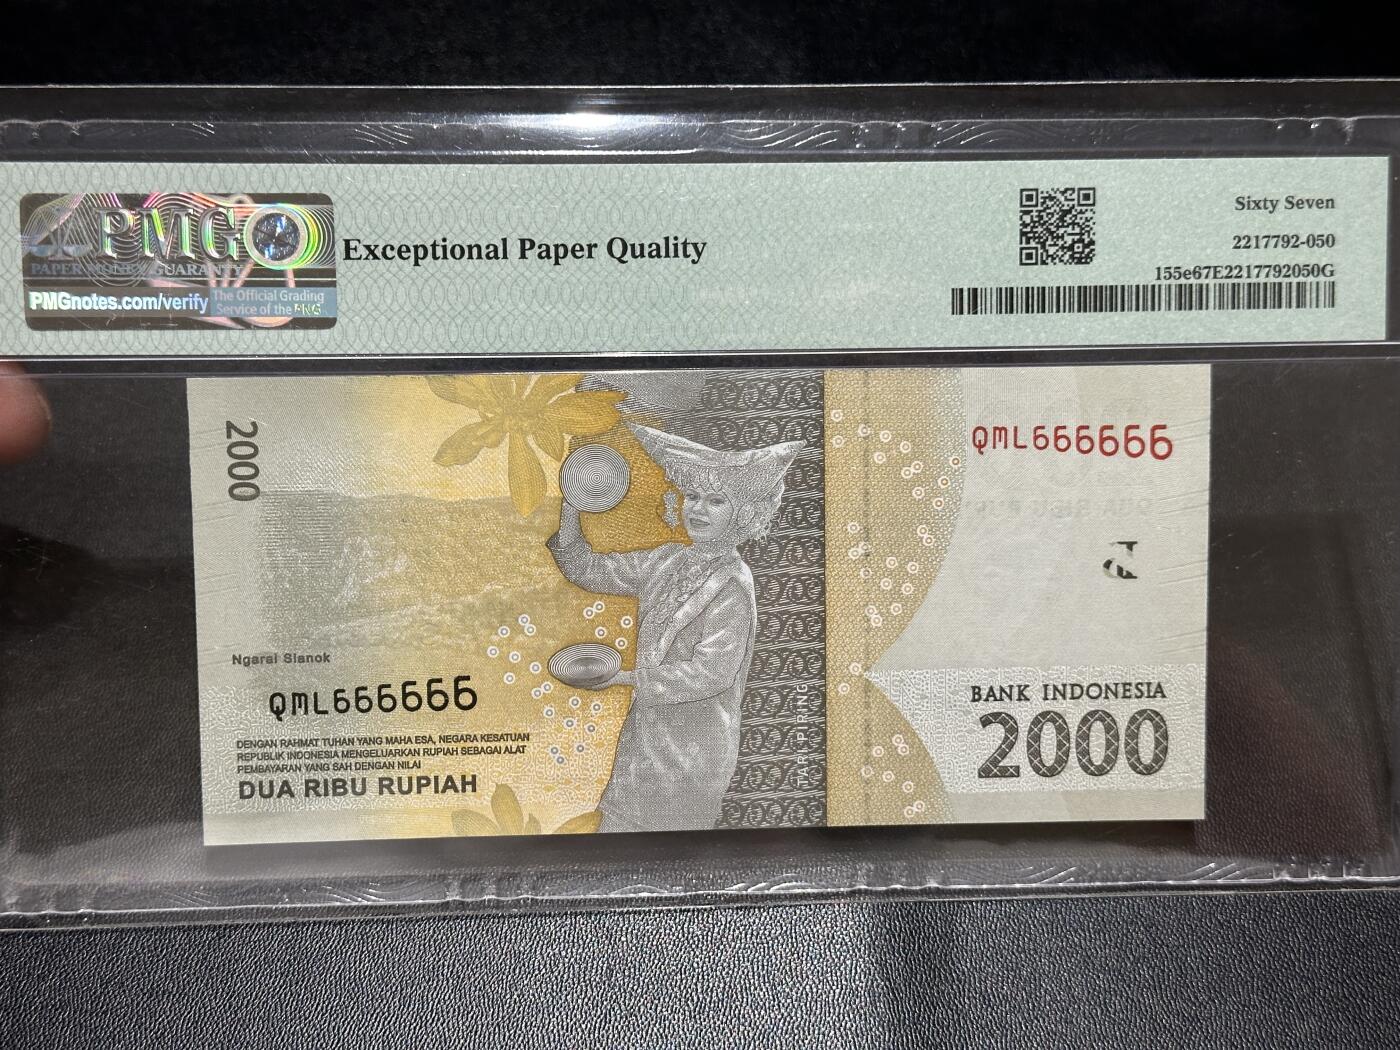 PMG
PAPER MONEY GUARANTY
PMGnotes.com/verify
The Official Grading
Service of the PNG
Exceptional Paper Quality
Sixty Seven
2217792-050
155e67E2217792050G
2000
QML666666
Ngarai Sianok
QML666666
DENGAN RAHMAT TUHAN YANG MAHA ESA, NEGARA KESATUAN
REPUBLIK INDONESIA MENGELUARKAN RUPIAH SEBAGAI ALAT
PEMBAYARAN YANG SAH DENGAN NILAI
DUA RIBU RUPIAH
TARI PIRING
BANK INDONESIA
2000